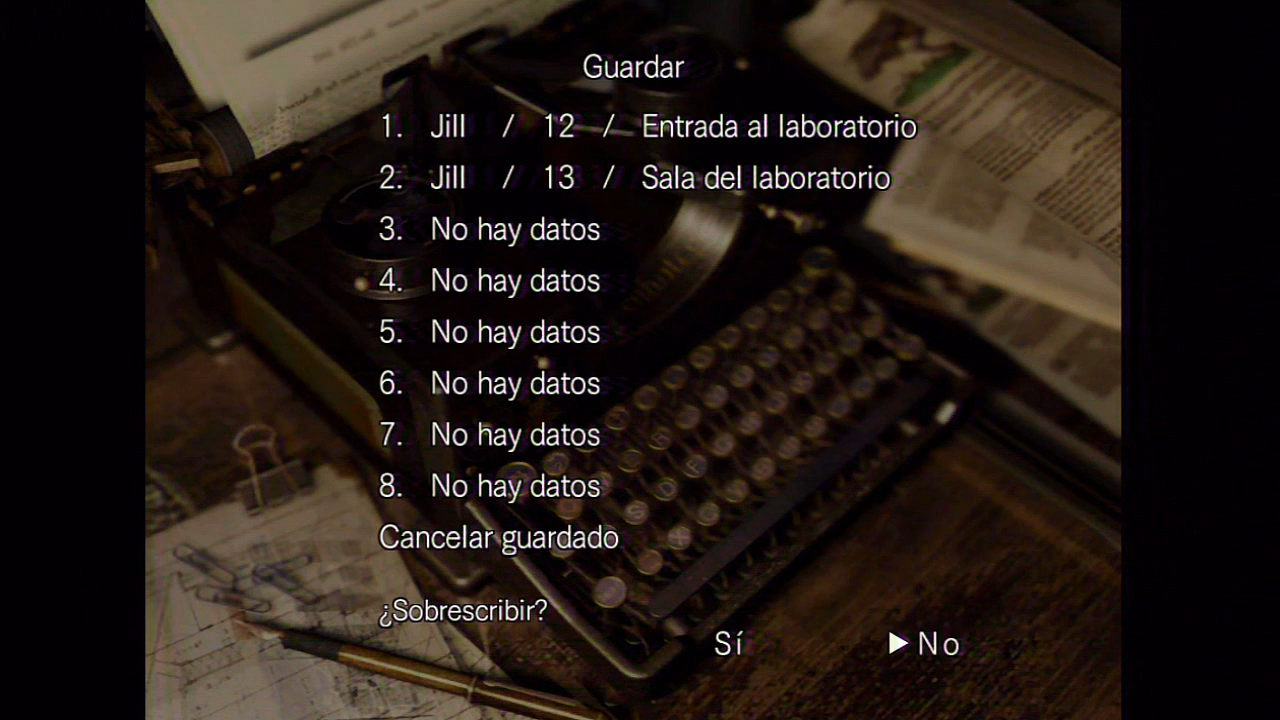 Guardar
1. Jill / 12 / Entrada al laboratorio
2. Jill / 13 / Sala del laboratorio
3. No hay datos
4. No hay datos
5. No hay datos
6. No hay datos
7. No hay datos
8. No hay datos
Cancelar guardado
¿Sobrescribir?
Sí ▶ No